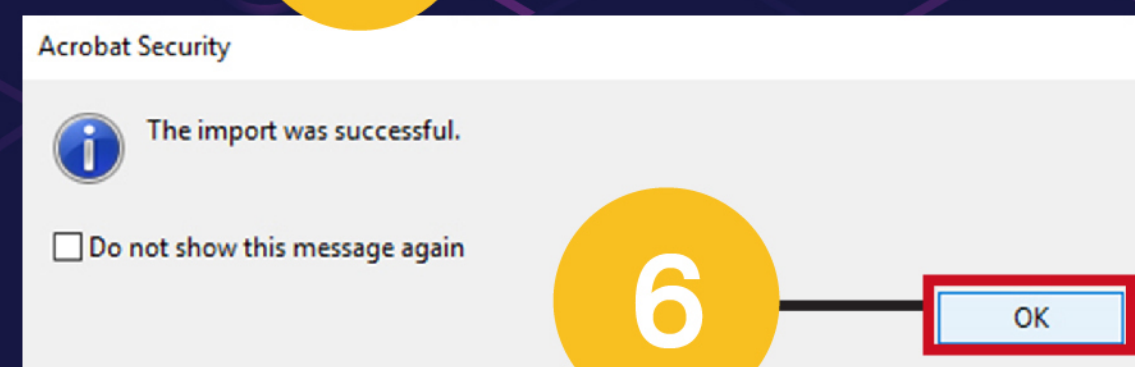 Acrobat Security
The import was successful.
Do not show this message again
6
OK